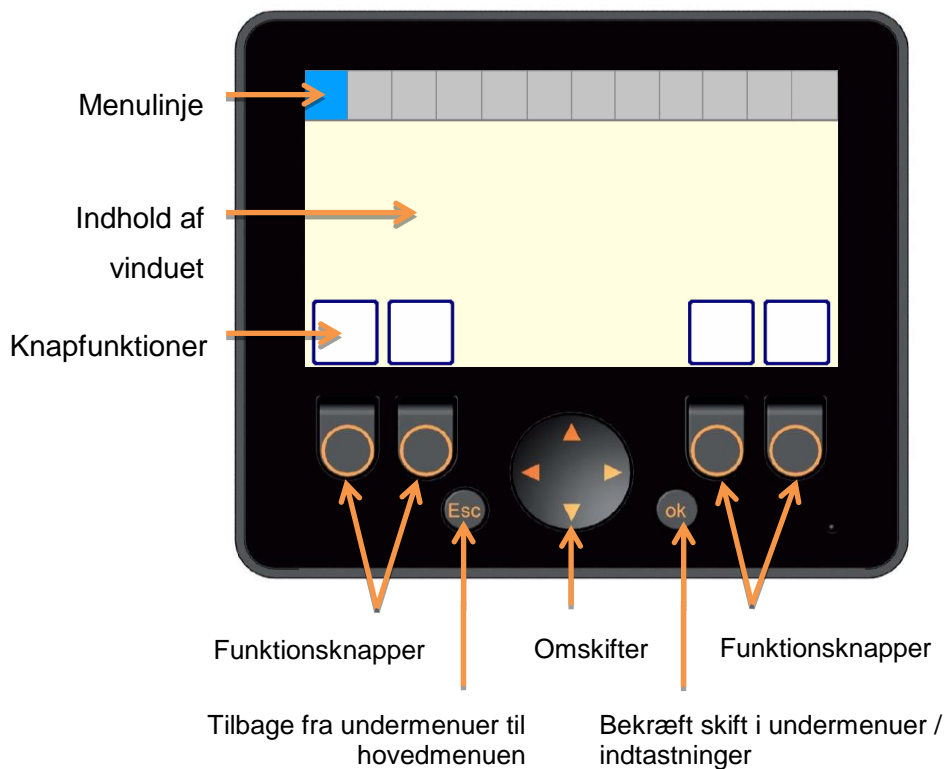 Menulinje
Indhold af
vinduet
Knapfunktioner
Esc
ok
Funktionsknapper
Omskifter
Funktionsknapper
Tilbage fra undermenuer til
hovedmenuen
Bekræft skift i undermenuer /
indtastninger